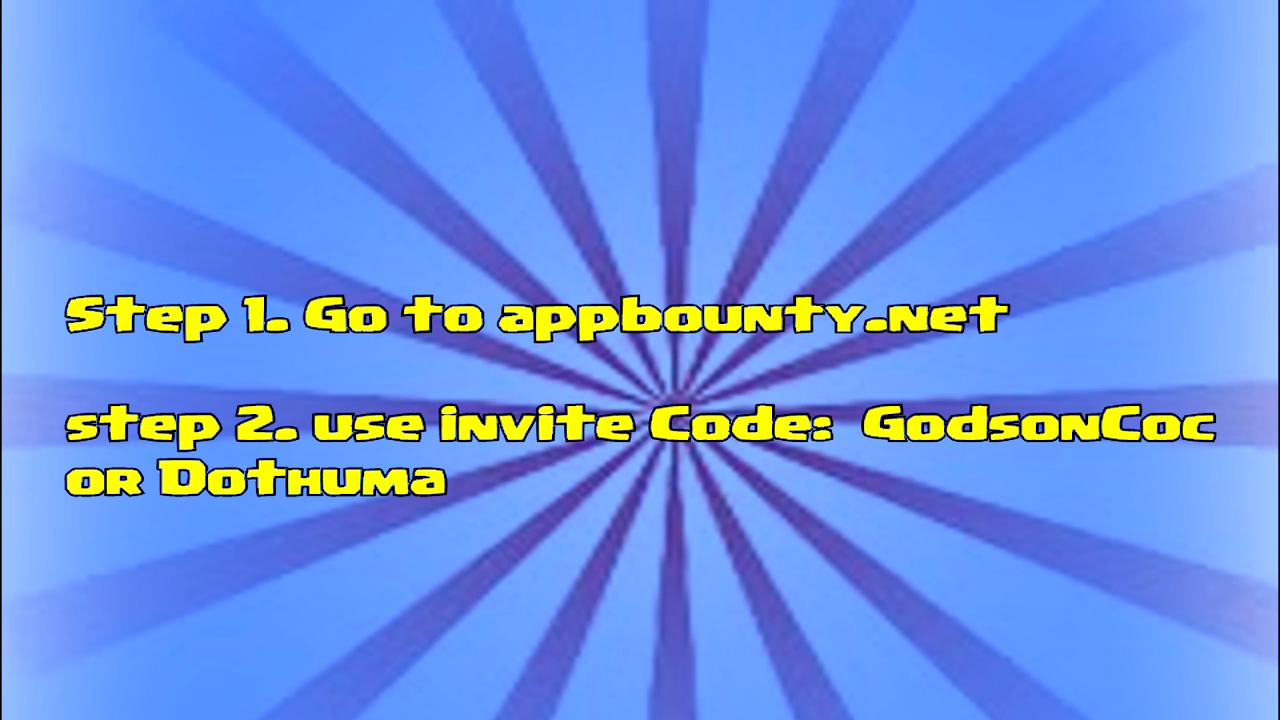 Step 1. Go to appbounty.net
step 2. use invite Code: GodsonCoc
or Dothuma